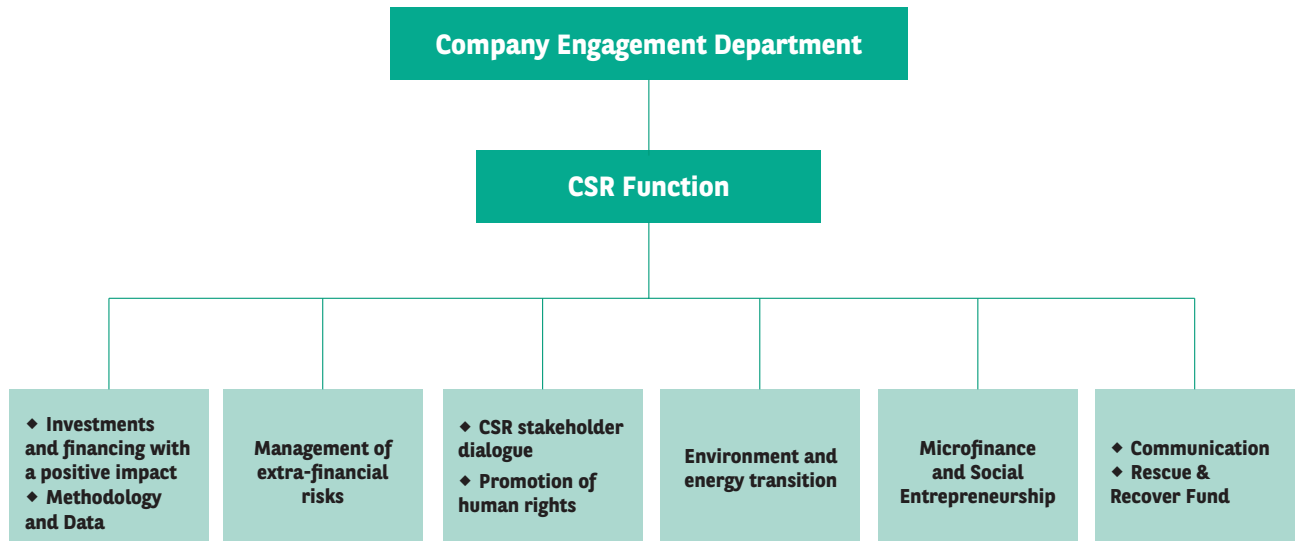 Company Engagement Department
CSR Function
◆ Investments
and financing with
a positive impact
◆ Methodology
and Data
Management of
extra-financial
risks
◆ CSR stakeholder
dialogue
◆ Promotion of
human rights
Environment and
energy transition
Microfinance
and Social
Entrepreneurship
◆ Communication
◆ Rescue &
Recover Fund